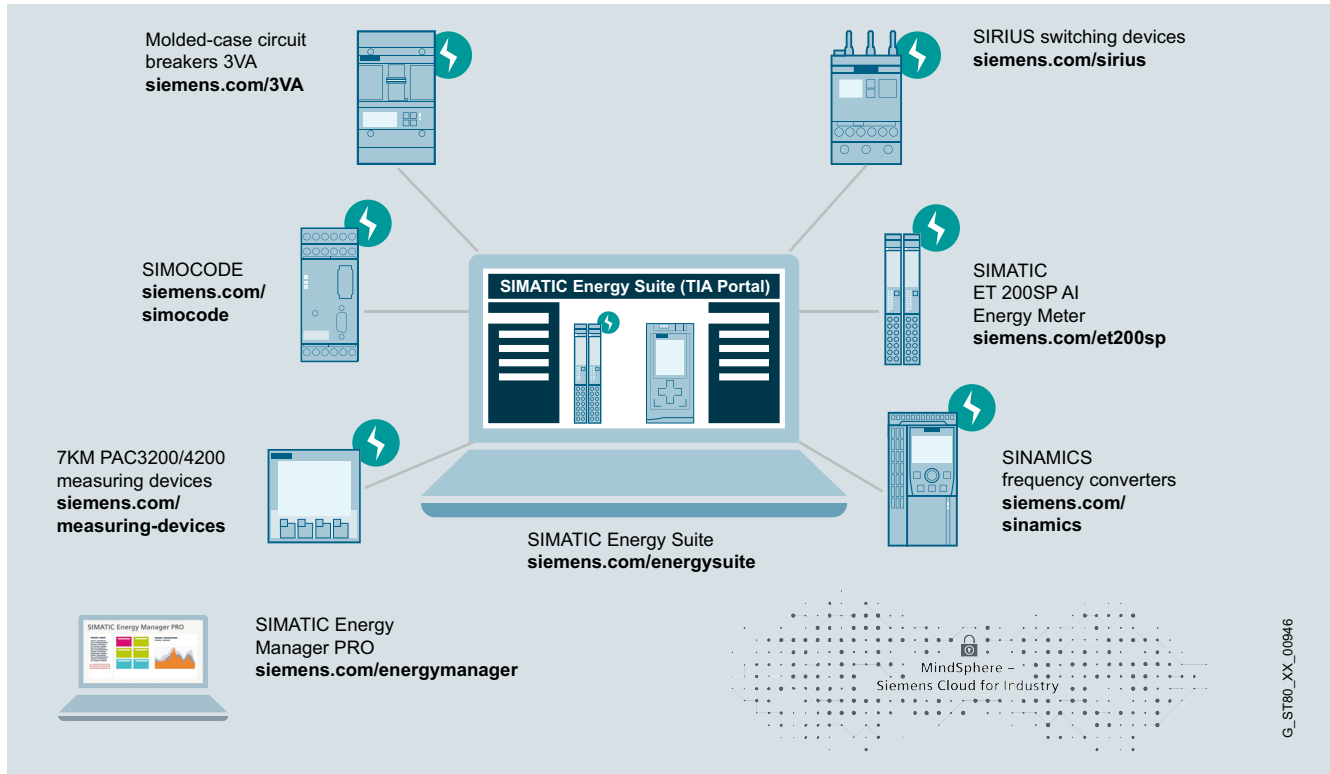 Molded-case circuit
breakers 3VA
siemens.com/3VA
SIRIUS switching devices
siemens.com/sirius
SIMOCODE
siemens.com/
simocode
SIMATIC Energy Suite (TIA Portal)
SIMATIC
ET 200SP AI
Energy Meter
siemens.com/et200sp
7KM PAC3200/4200
measuring devices
siemens.com/
measuring-devices
SINAMICS
frequency converters
siemens.com/
sinamics
SIMATIC Energy Suite
siemens.com/energysuite
SIMATIC Energy Manager PRO
SIMATIC Energy
Manager PRO
siemens.com/energymanager
MindSphere –
Siemens Cloud for Industry
G_ST80_XX_00946